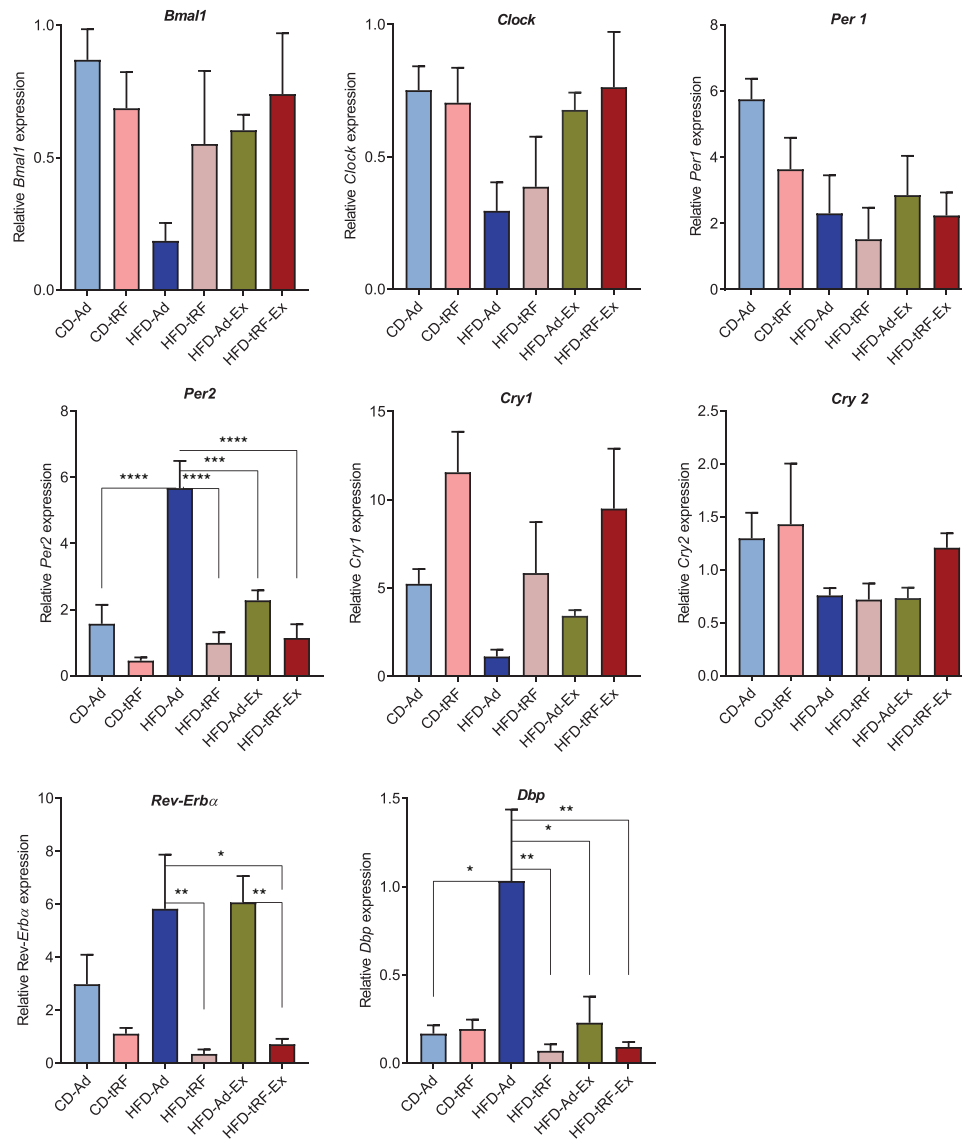 Bmal1
Relative Bmal1 expression
1.0
0.5
0.0
CD-Ad
CD-tRF
HFD-Ad
HFD-tRF
HFD-Ad-Ex
HFD-tRF-Ex
Clock
Relative Clock expression
1.0
0.5
0.0
CD-Ad
CD-tRF
HFD-Ad
HFD-tRF
HFD-Ad-Ex
HFD-tRF-Ex
Per 1
Relative Per1 expression
8
6
4
2
0
CD-Ad
CD-tRF
HFD-Ad
HFD-tRF
HFD-Ad-Ex
HFD-tRF-Ex
Per2
Relative Per2 expression
8
6
4
2
0
****
***
**** ****
CD-Ad
CD-tRF
HFD-Ad
HFD-tRF
HFD-Ad-Ex
HFD-tRF-Ex
Cry1
Relative Cry1 expression
15
10
5
0
CD-Ad
CD-tRF
HFD-Ad
HFD-tRF
HFD-Ad-Ex
HFD-tRF-Ex
Cry 2
Relative Cry2 expression
2.5
2.0
1.5
1.0
0.5
0.0
CD-Ad
CD-tRF
HFD-Ad
HFD-tRF
HFD-Ad-Ex
HFD-tRF-Ex
Rev-Erbα
Relative Rev-Erbα expression
10
8
6
4
2
0
*
** **
CD-Ad
CD-tRF
HFD-Ad
HFD-tRF
HFD-Ad-Ex
HFD-tRF-Ex
Dbp
Relative Dbp expression
1.5
1.0
0.5
0.0
**
*
* **
CD-Ad
CD-tRF
HFD-Ad
HFD-tRF
HFD-Ad-Ex
HFD-tRF-Ex